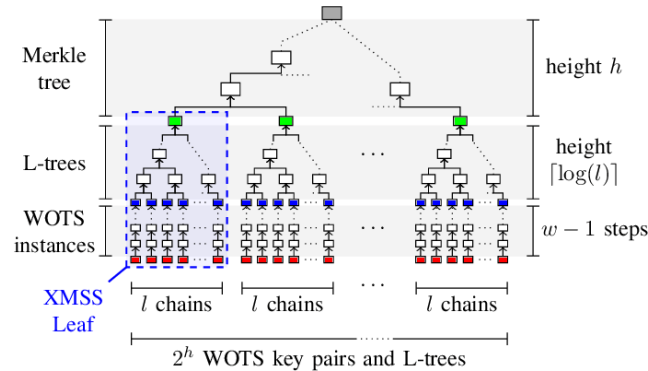 Merkle
tree
height h
L-trees
height
⌈log(l)⌉
· · ·
· · ·
WOTS
instances
w − 1 steps
XMSS
Leaf
l chains
l chains
· · ·
l chains
2^h WOTS key pairs and L-trees